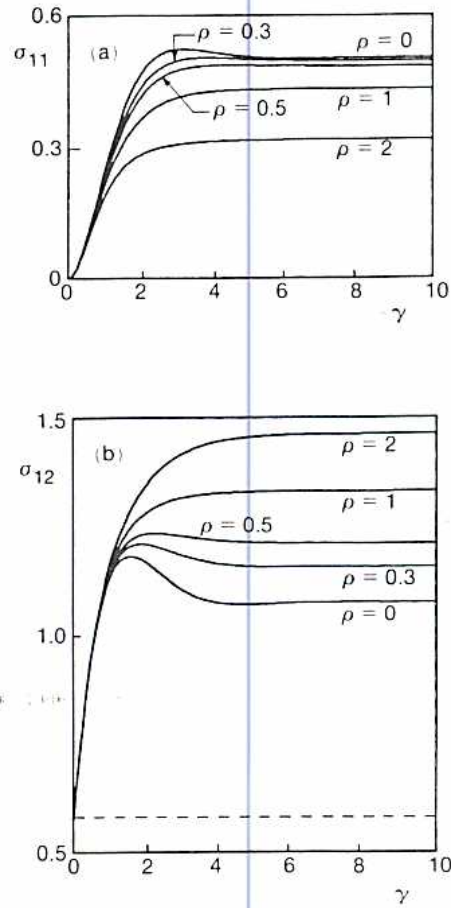 0.6
σ11
(a)
ρ = 0.3
ρ = 0
ρ = 0.5
ρ = 1
0.3
ρ = 2
0
0 2 4 6 8 10
γ
1.5
σ12
(b)
ρ = 2
ρ = 1
ρ = 0.5
1.0
ρ = 0.3
ρ = 0
0.5
0 2 4 6 8 10
γ